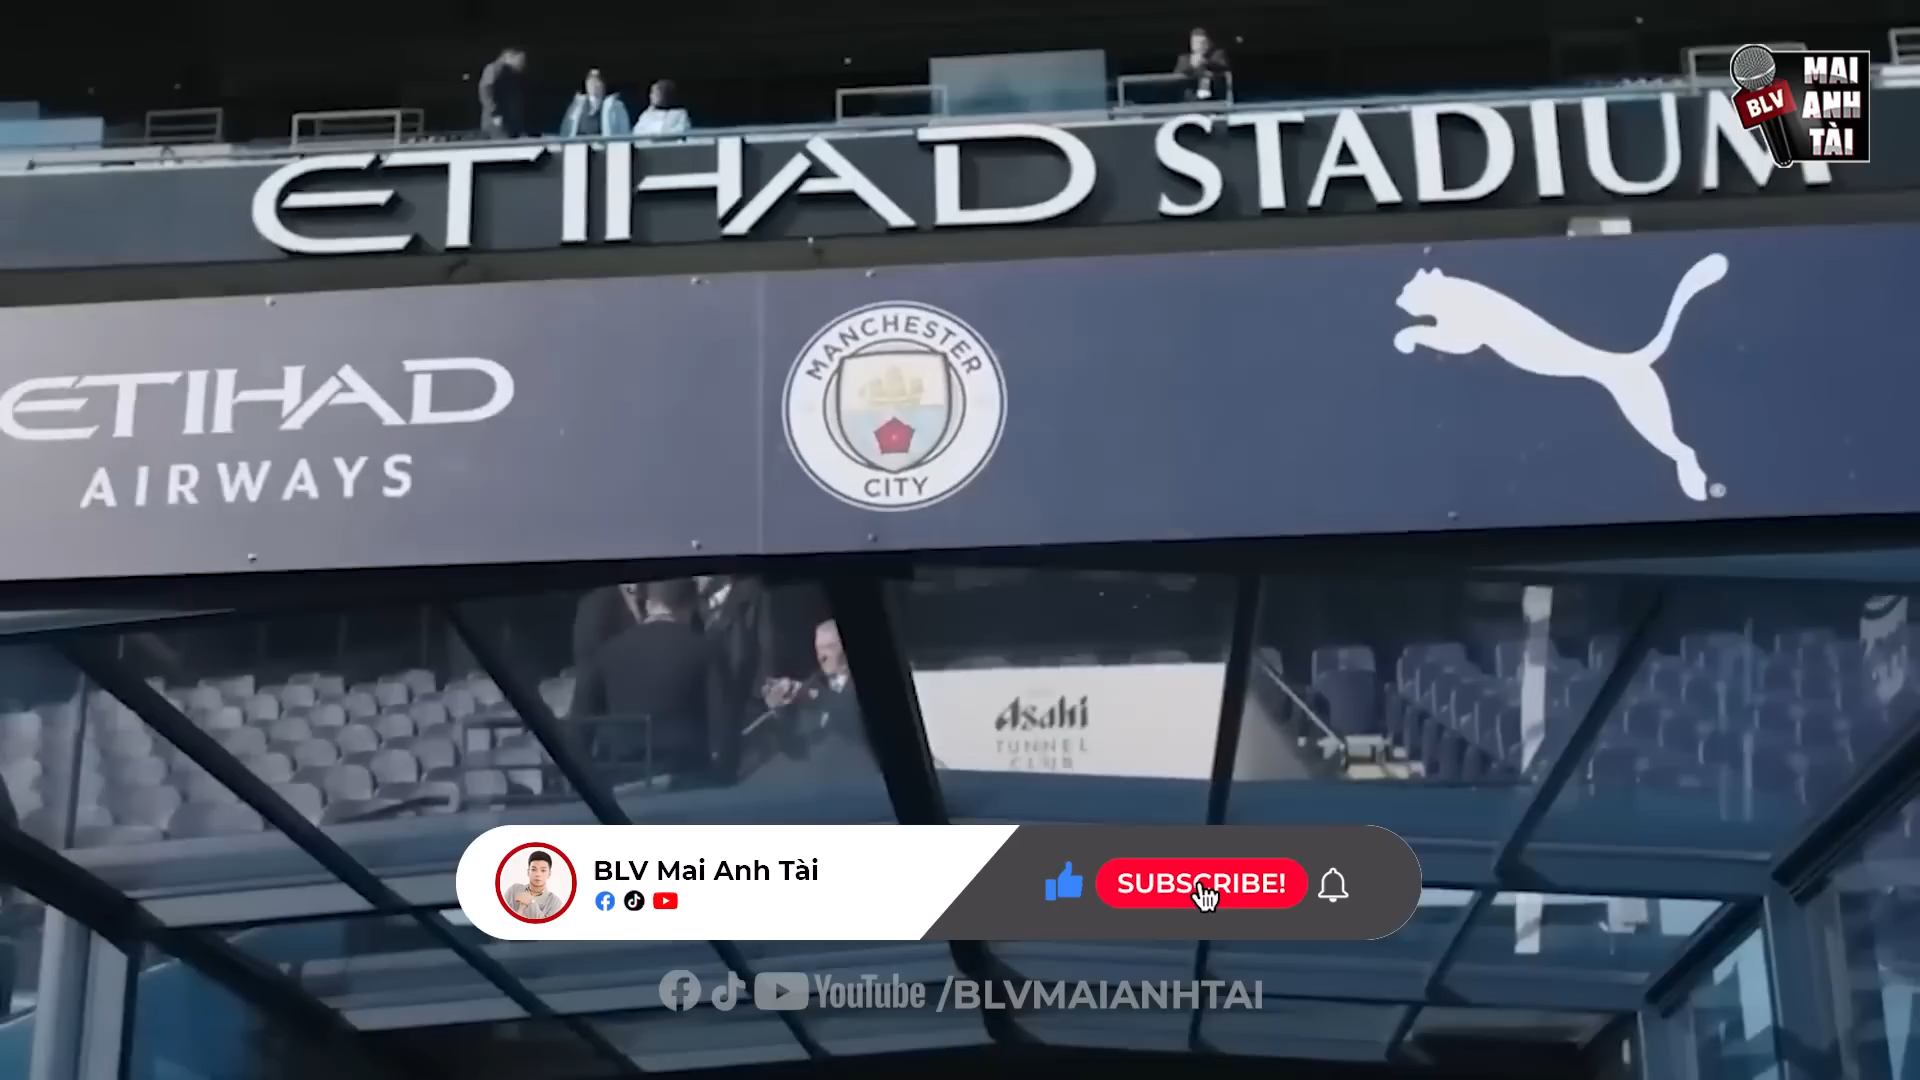 MAI
BLV ANH
TÀI
ETIHAD STADIUM
ETIHAD
AIRWAYS
MANCHESTER
CITY
®
Asahi
TUNNEL
CLUB
BLV Mai Anh Tài
SUBSCRIBE!
YouTube /BLVMAIANHTAI